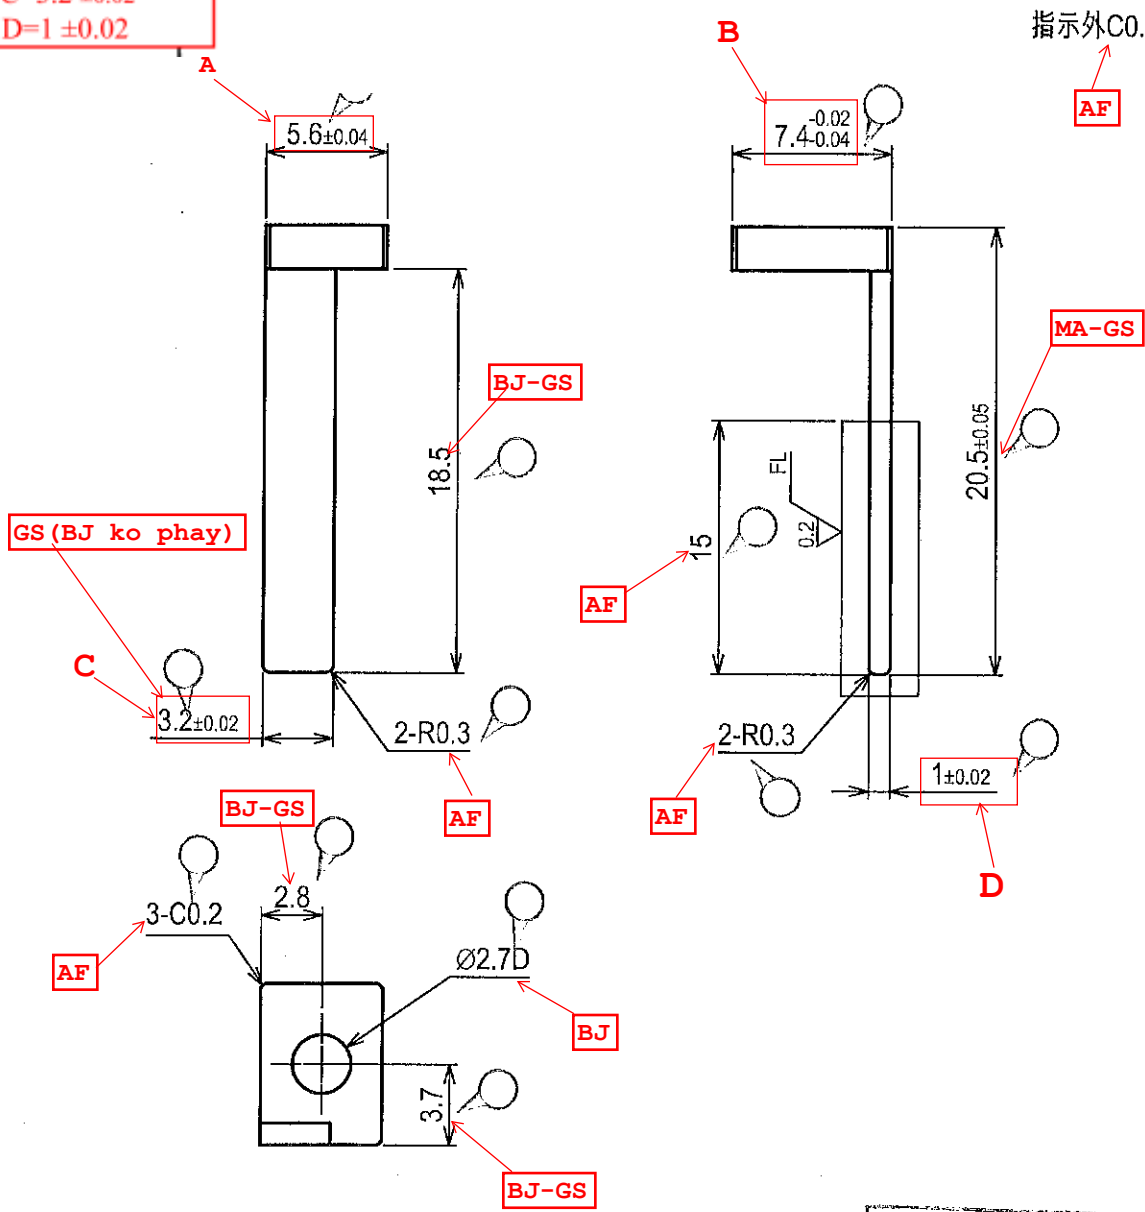 D=1 ±0.02
指示外C0.
A
B
AF
5.6±0.04
-0.02
7.4-0.04
MA-GS
BJ-GS
18.5
20.5±0.05
FL
0.2
15
GS(BJ ko phay)
AF
C
3.2±0.02
2-R0.3
2-R0.3
1±0.02
BJ-GS
AF
AF
D
2.8
3-C0.2
AF
Ø2.7D
BJ
3.7
BJ-GS